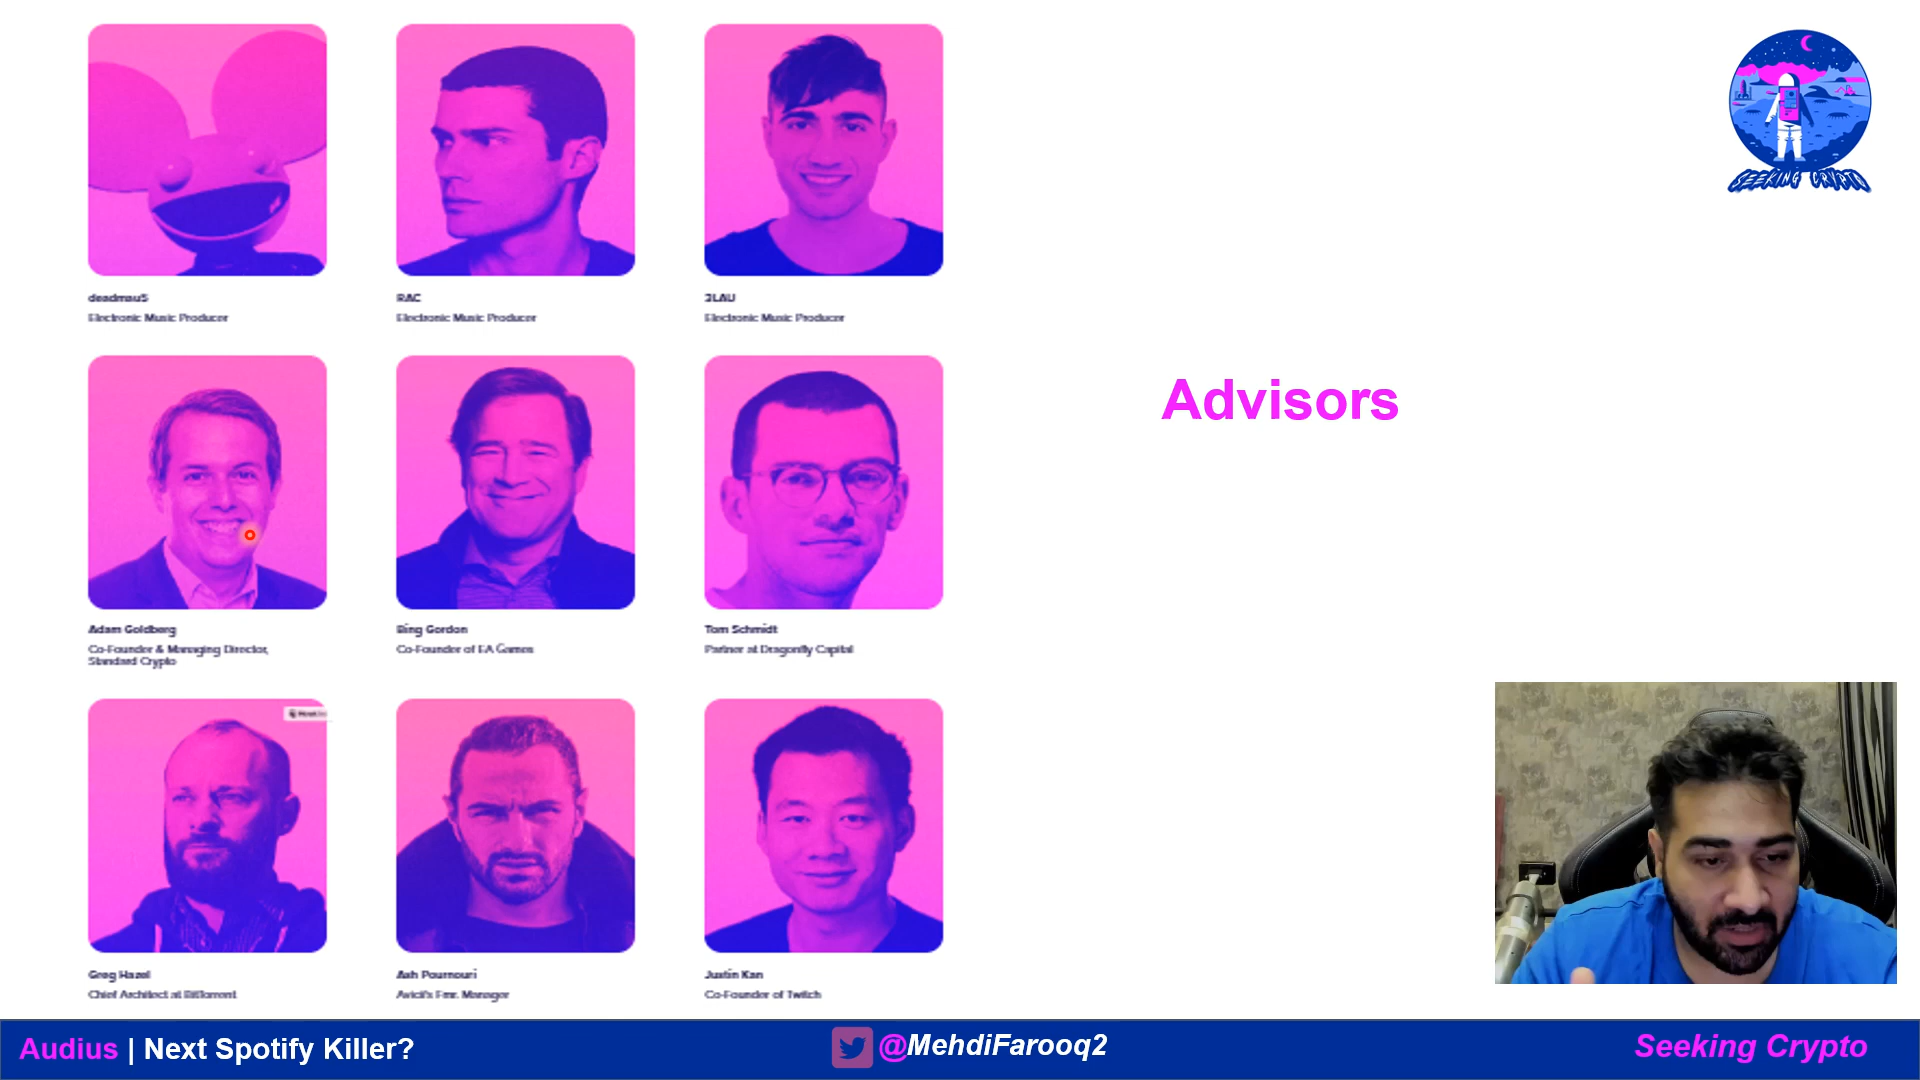 SEEKING CRYPTO
deadmau5
Electronic Music Producer
RAC
Electronic Music Producer
3LAU
Electronic Music Producer
Advisors
Adam Goldberg
Co-Founder & Managing Director,
Standard Crypto
Bing Gordon
Co-Founder of EA Games
Tom Schmidt
Partner at Dragonfly Capital
Greg Hazel
Chief Architect at BitTorrent
Ash Pournouri
Avicii's Fmr. Manager
Justin Kan
Co-Founder of Twitch
Audius | Next Spotify Killer?
@MehdiFarooq2
Seeking Crypto